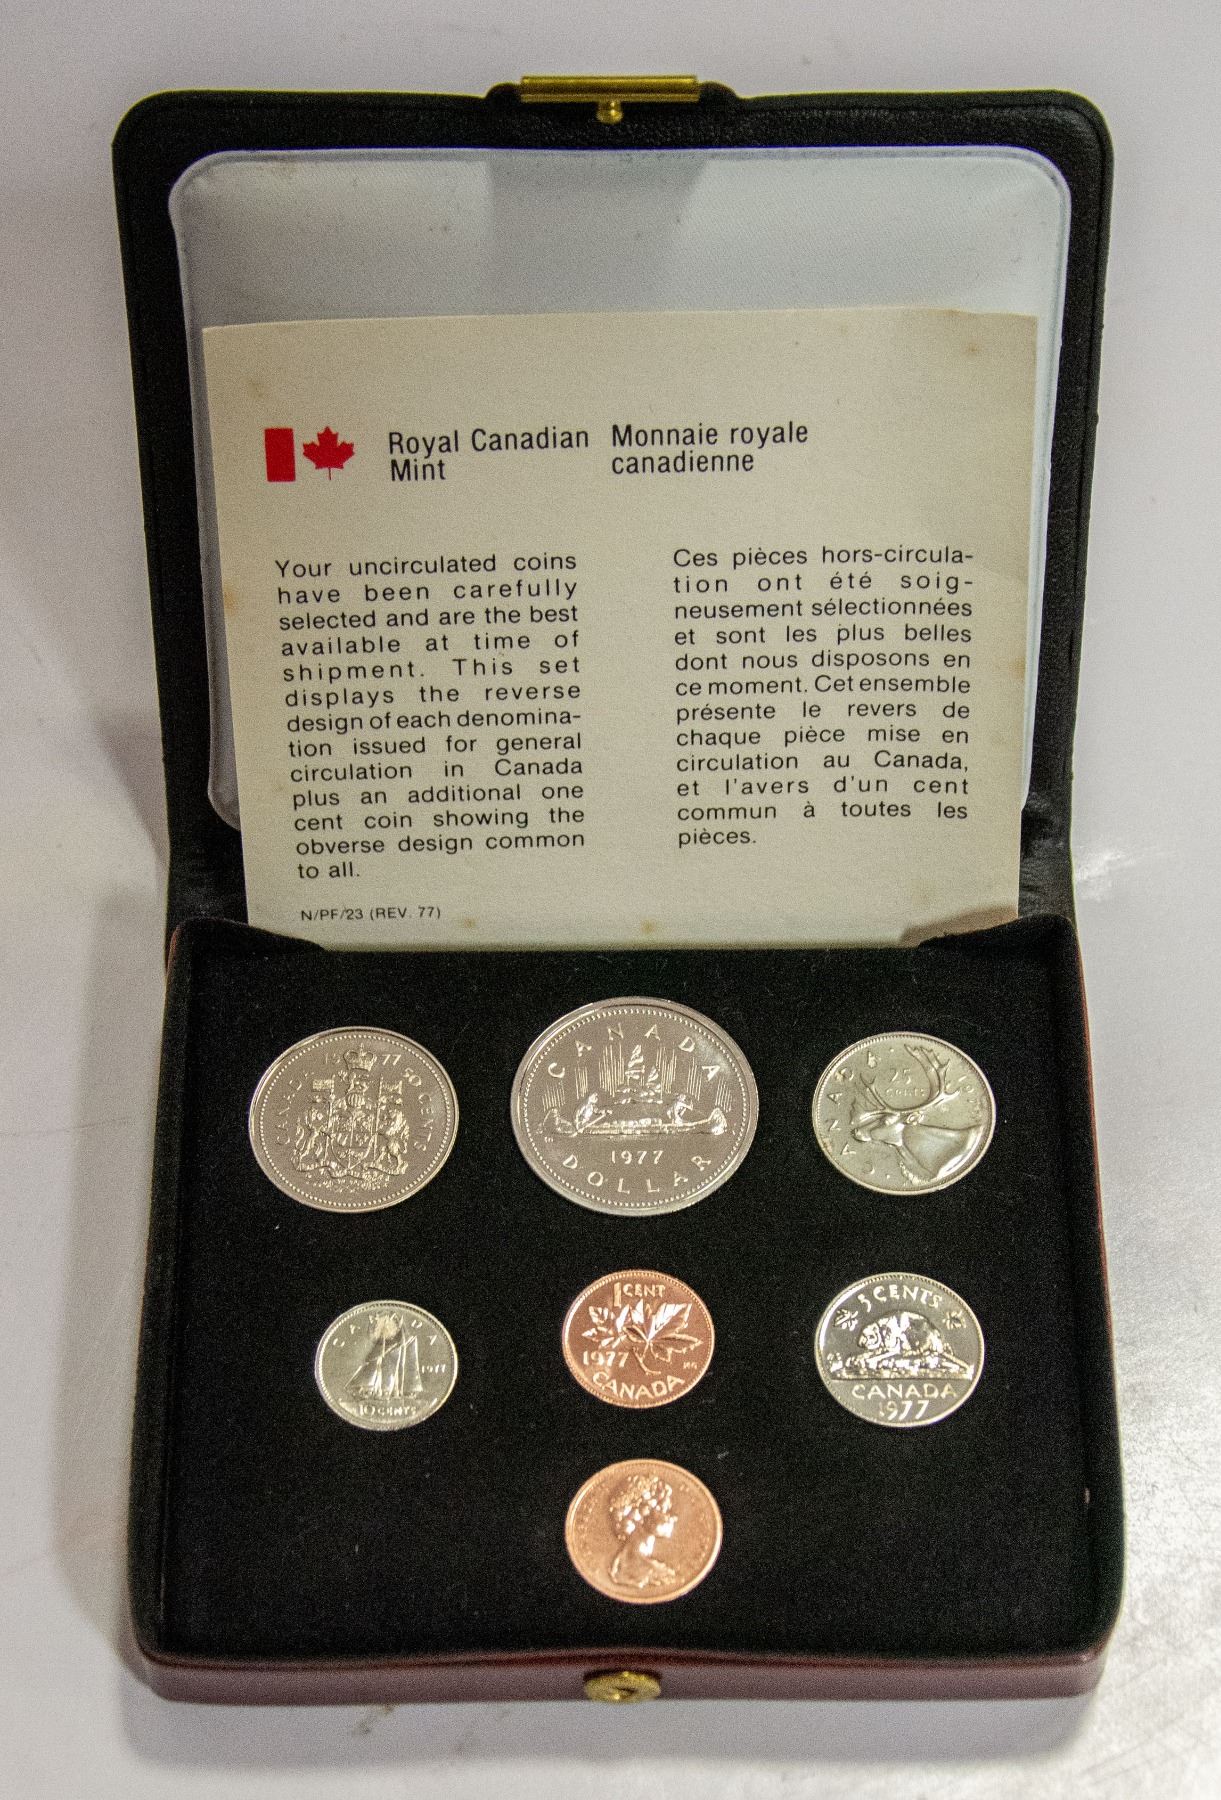 Royal Canadian
Mint
Monnaie royale
canadienne
Your uncirculated coins
have been carefully
selected and are the best
available at time of
shipment. This set
displays the reverse
design of each denomina-
tion issued for general
circulation in Canada
plus an additional one
cent coin showing the
obverse design common
to all.
N/PF/23 (REV. 77)
Ces pièces hors-circula-
tion ont été soig-
neusement sélectionnées
et sont les plus belles
dont nous disposons en
ce moment. Cet ensemble
présente le revers de
chaque pièce mise en
circulation au Canada,
et l'avers d'un cent
commun à toutes les
pièces.
CANADA 1977 50 CENTS
CANADA
1977
DOLLAR
CANADA
25
CENTS
CANADA
1977
10 CENTS
1 CENT
1977
CANADA
5 CENTS
CANADA
1977